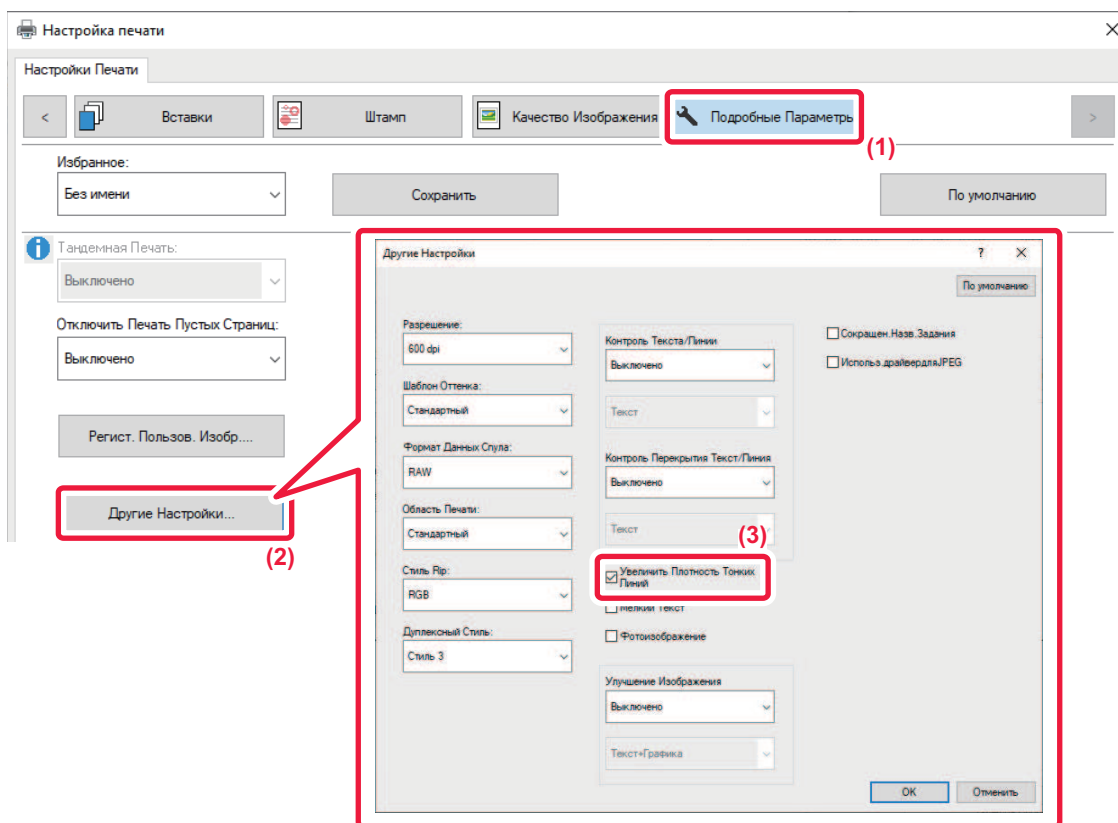 Настройка печати
Настройки Печати
<
Вставки
Штамп
Качество Изображения
Подробные Параметрь
>
(1)
Избранное:
Без имени
Сохранить
По умолчанию
Тандемная Печать:
Выключено
Отключить Печать Пустых Страниц:
Выключено
Регист. Пользов. Изобр....
Другие Настройки...
(2)
Другие Настройки
?
По умолчанию
Разрешение:
600 dpi
Шаблон Оттенка:
Стандартный
Формат Данных Спула:
RAW
Область Печати:
Стандартный
Стиль Rip:
RGB
Дуплексный Стиль:
Стиль 3
Контроль Текста/Линии
Выключено
Текст
Контроль Перекрытия Текст/Линия
Выключено
Текст
(3)
Увеличить Плотность Тонких
Линий
Мелкий Текст
Фотоизображение
Улучшение Изображения
Выключено
Текст+Графика
Сокращен.Назв.Задания
Использ.драйвердляJPEG
OK
Отменить